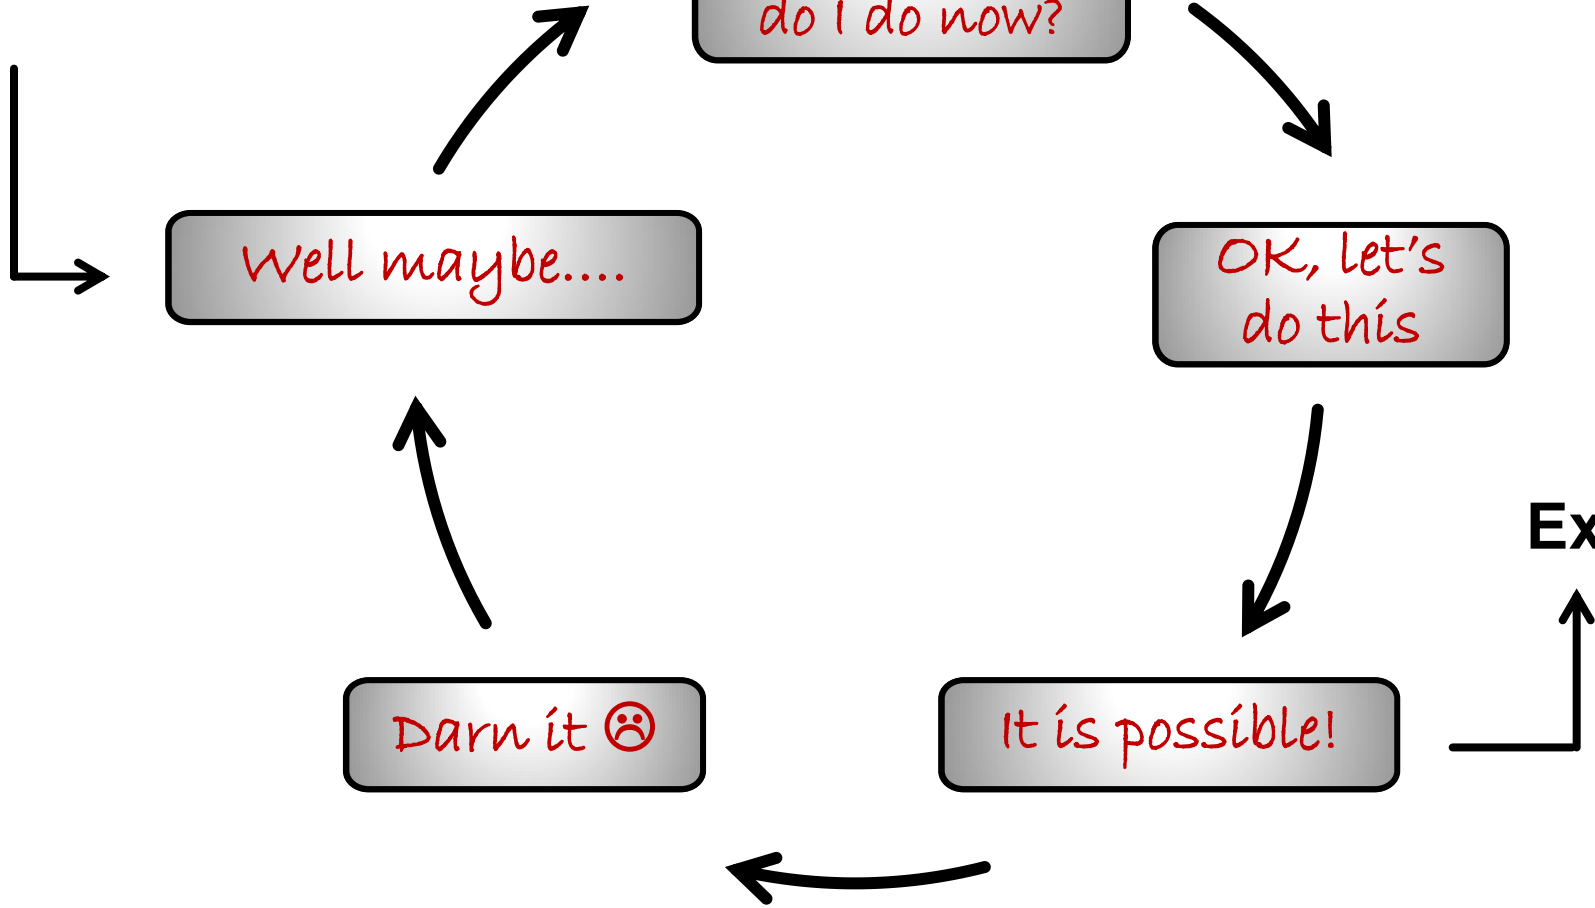 do I do now?
Well maybe....
OK, let's
do this
Ex
Darn it ☹
It is possible!